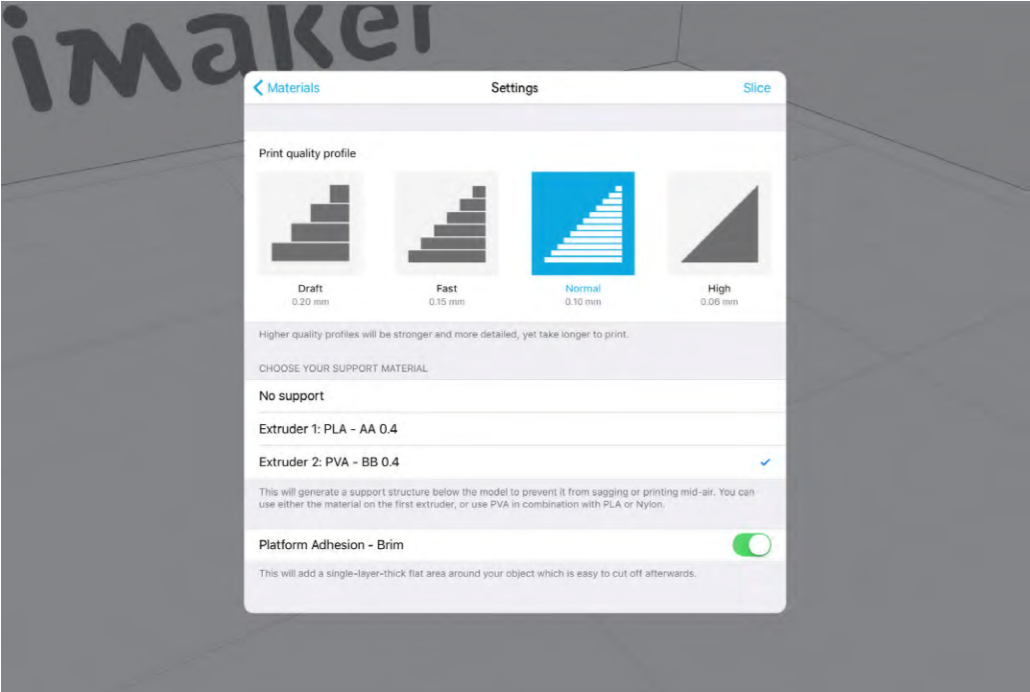 imaker
Materials
Settings
Slice
Print quality profile
Draft
Fast
Normal
High
0.20 mm
0.15 mm
0.10 mm
0.06 mm
Higher quality profiles will be stronger and more detailed, yet take longer to print.
CHOOSE YOUR SUPPORT MATERIAL
No support
Extruder 1: PLA - AA 0.4
Extruder 2: PVA - BB 0.4
This will generate a support structure below the model to prevent it from sagging or printing mid-air. You can
use either the material on the first extruder, or use PVA in combination with PLA or Nylon.
Platform Adhesion - Brim
This will add a single-layer-thick flat area around your object which is easy to cut off afterwards.